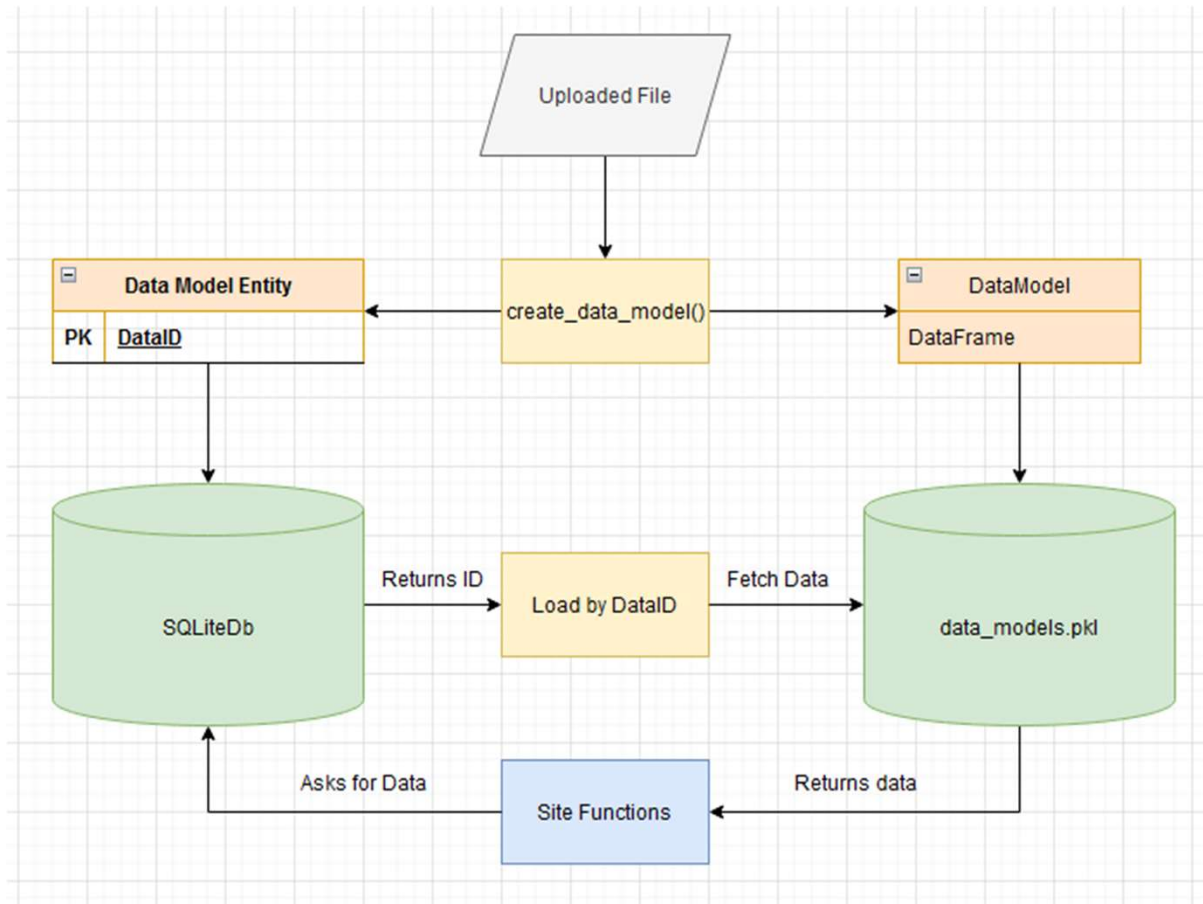 Uploaded File
Data Model Entity
PK DataID
create_data_model()
DataModel
DataFrame
SQLiteDb
Returns ID
Load by DataID
Fetch Data
data_models.pkl
Asks for Data
Site Functions
Returns data